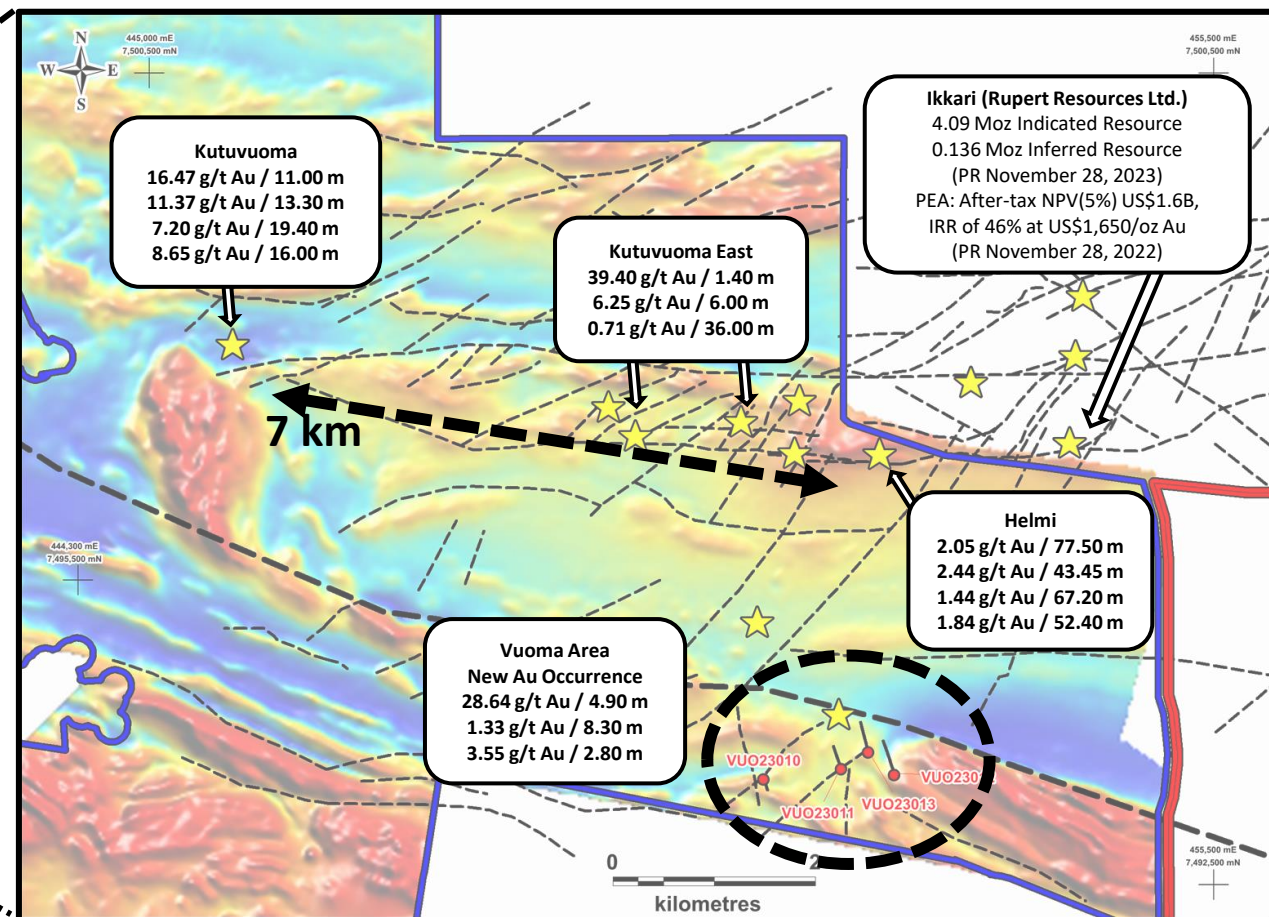 N
W E
S
445,000 mE
7,500,500 mN
455,500 mE
7,500,500 mN
Ikkari (Rupert Resources Ltd.)
4.09 Moz Indicated Resource
0.136 Moz Inferred Resource
(PR November 28, 2023)
PEA: After-tax NPV(5%) US$1.6B,
IRR of 46% at US$1,650/oz Au
(PR November 28, 2022)
Kutuvuoma
16.47 g/t Au / 11.00 m
11.37 g/t Au / 13.30 m
7.20 g/t Au / 19.40 m
8.65 g/t Au / 16.00 m
Kutuvuoma East
39.40 g/t Au / 1.40 m
6.25 g/t Au / 6.00 m
0.71 g/t Au / 36.00 m
7 km
Helmi
2.05 g/t Au / 77.50 m
2.44 g/t Au / 43.45 m
1.44 g/t Au / 67.20 m
1.84 g/t Au / 52.40 m
444,300 mE
7,495,500 mN
Vuoma Area
New Au Occurrence
28.64 g/t Au / 4.90 m
1.33 g/t Au / 8.30 m
3.55 g/t Au / 2.80 m
VUO23010
VUO23011
VUO23013
455,500 mE
7,492,500 mN
0 2
kilometres